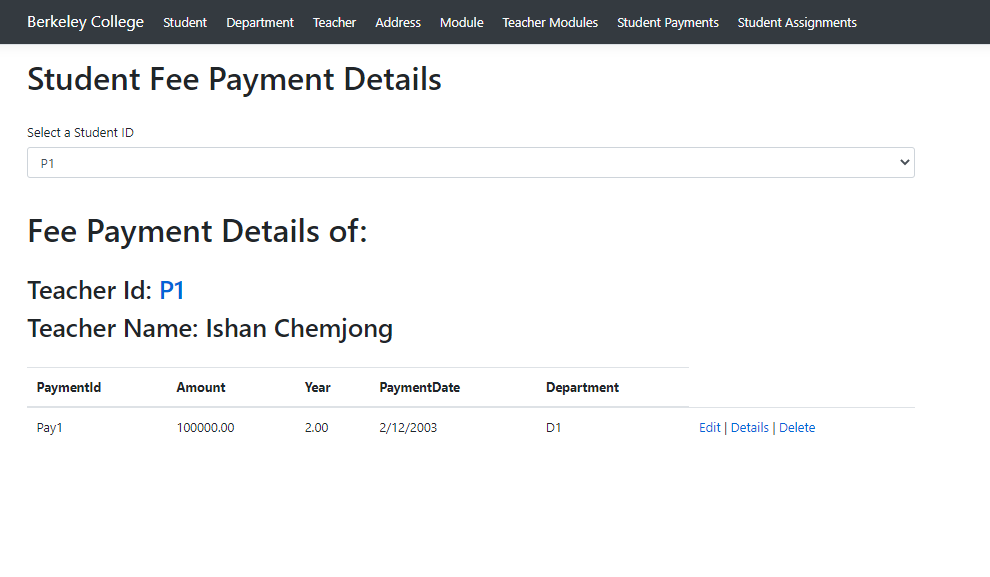 Berkeley College Student Department Teacher Address Module Teacher Modules Student Payments Student Assignments
Student Fee Payment Details
Select a Student ID
P1
Fee Payment Details of:
Teacher Id: P1
Teacher Name: Ishan Chemjong
PaymentId Amount Year PaymentDate Department
Pay1 100000.00 2.00 2/12/2003 D1 Edit | Details | Delete